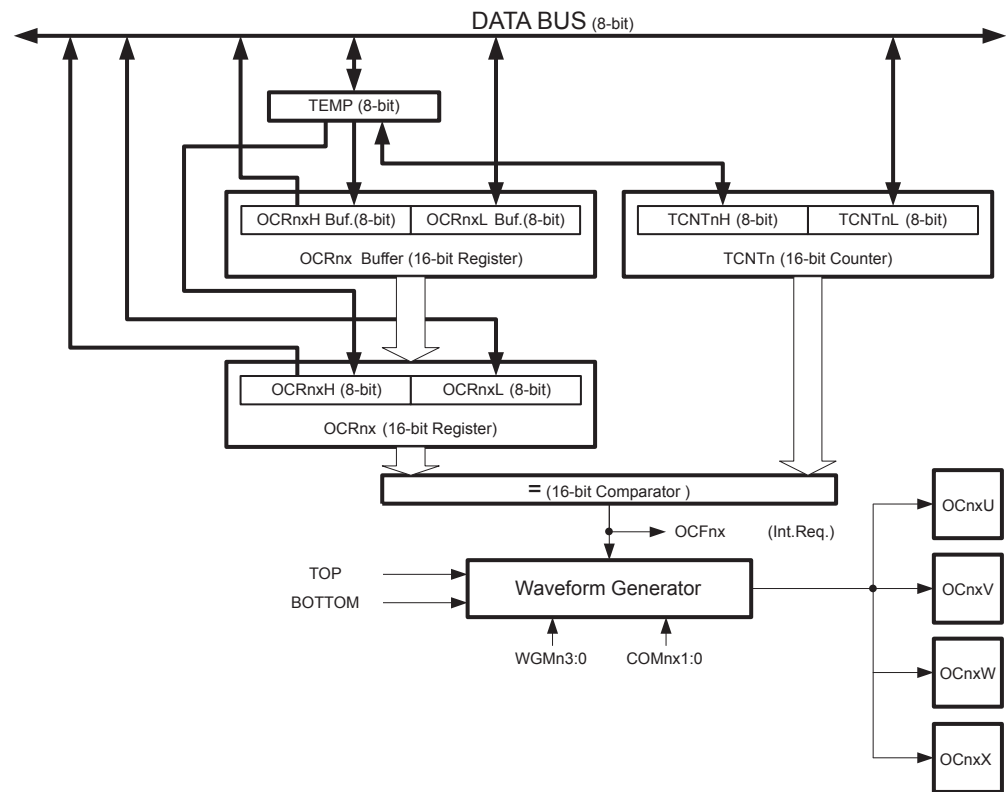 DATA BUS (8-bit)
TEMP (8-bit)
OCRnxH Buf.(8-bit) OCRnxL Buf.(8-bit)
OCRnx Buffer (16-bit Register)
TCNTnH (8-bit) TCNTnL (8-bit)
TCNTn (16-bit Counter)
OCRnxH (8-bit) OCRnxL (8-bit)
OCRnx (16-bit Register)
= (16-bit Comparator )
OCFnx (Int.Req.)
TOP
BOTTOM
Waveform Generator
WGMn3:0 COMnx1:0
OCnxU
OCnxV
OCnxW
OCnxX